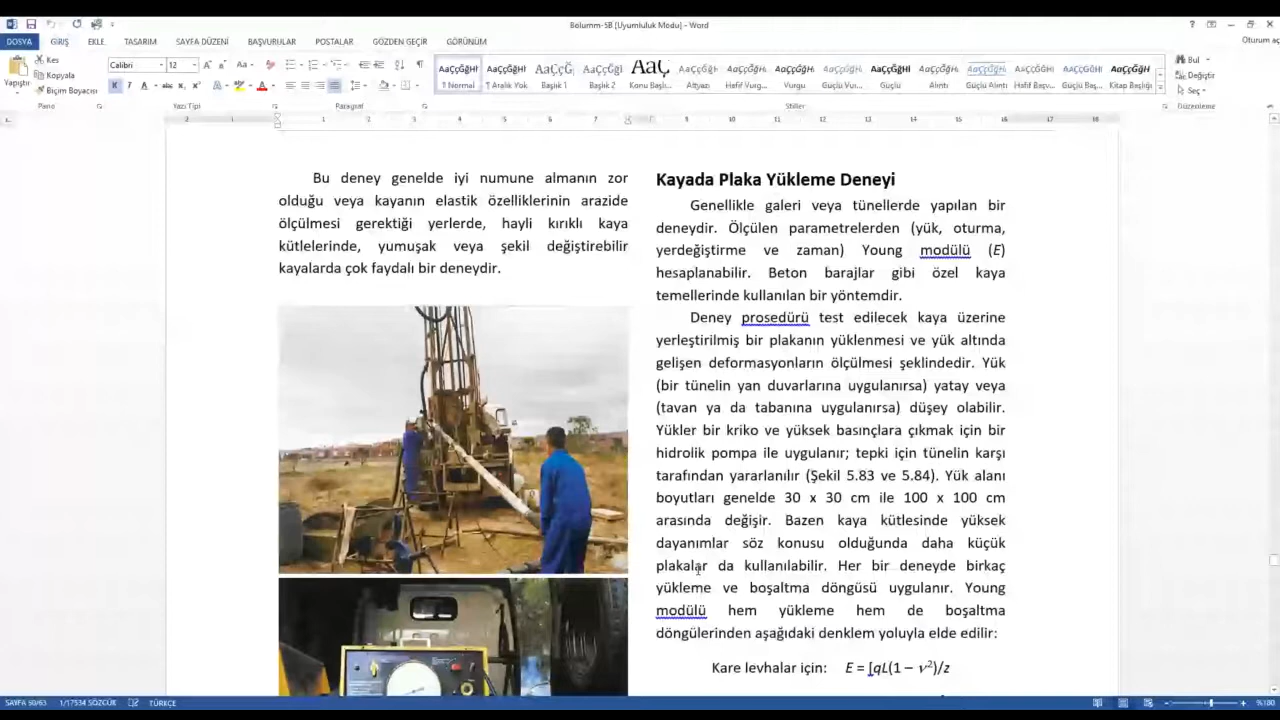 Bölümm-5B [Uyumluluk Modu] - Word
Oturum aç
DOSYA GİRİŞ EKLE TASARIM SAYFA DÜZENİ BAŞVURULAR POSTALAR GÖZDEN GEÇİR GÖRÜNÜM
Yapıştır
Kes
Kopyala
Biçim Boyacısı
Calibri 12
AaÇçĞğHI AaÇçĞğHI AaÇçĞ AaÇçĞğ AaÇ
¶ Normal ¶ Aralık Yok Başlık 1 Başlık 2 Konu Başlı... Altyazı Hafif Vurg... Vurgu Güçlü Vur... Güçlü Alıntı Güçlü Alıntı Hafif Başv... Güçlü Baş... Kitap Başlığı
Bul
Değiştir
Seç
Pano Yazı Tipi Paragraf Stiller Düzenleme
Bu deney genelde iyi numune almanın zor
olduğu veya kayanın elastik özelliklerinin arazide
ölçülmesi gerektiği yerlerde, hayli kırıklı kaya
kütlelerinde, yumuşak veya şekil değiştirebilir
kayalarda çok faydalı bir deneydir.
Kayada Plaka Yükleme Deneyi
Genellikle galeri veya tünellerde yapılan bir
deneydir. Ölçülen parametrelerden (yük, oturma,
yerdeğiştirme ve zaman) Young modülü (E)
hesaplanabilir. Beton barajlar gibi özel kaya
temellerinde kullanılan bir yöntemdir.
Deney prosedürü test edilecek kaya üzerine
yerleştirilmiş bir plakanın yüklenmesi ve yük altında
gelişen deformasyonların ölçülmesi şeklindedir. Yük
(bir tünelin yan duvarlarına uygulanırsa) yatay veya
(tavan ya da tabanına uygulanırsa) düşey olabilir.
Yükler bir kriko ve yüksek basınçlara çıkmak için bir
hidrolik pompa ile uygulanır; tepki için tünelin karşı
tarafından yararlanılır (Şekil 5.83 ve 5.84). Yük alanı
boyutları genelde 30 x 30 cm ile 100 x 100 cm
arasında değişir. Bazen kaya kütlesinde yüksek
dayanımlar söz konusu olduğunda daha küçük
plakalar da kullanılabilir. Her bir deneyde birkaç
yükleme ve boşaltma döngüsü uygulanır. Young
modülü hem yükleme hem de boşaltma
döngülerinden aşağıdaki denklem yoluyla elde edilir:
Kare levhalar için: E = [qL(1 – ν²)/z
SAYFA 50/63 1/17534 SÖZCÜK TÜRKÇE
%180